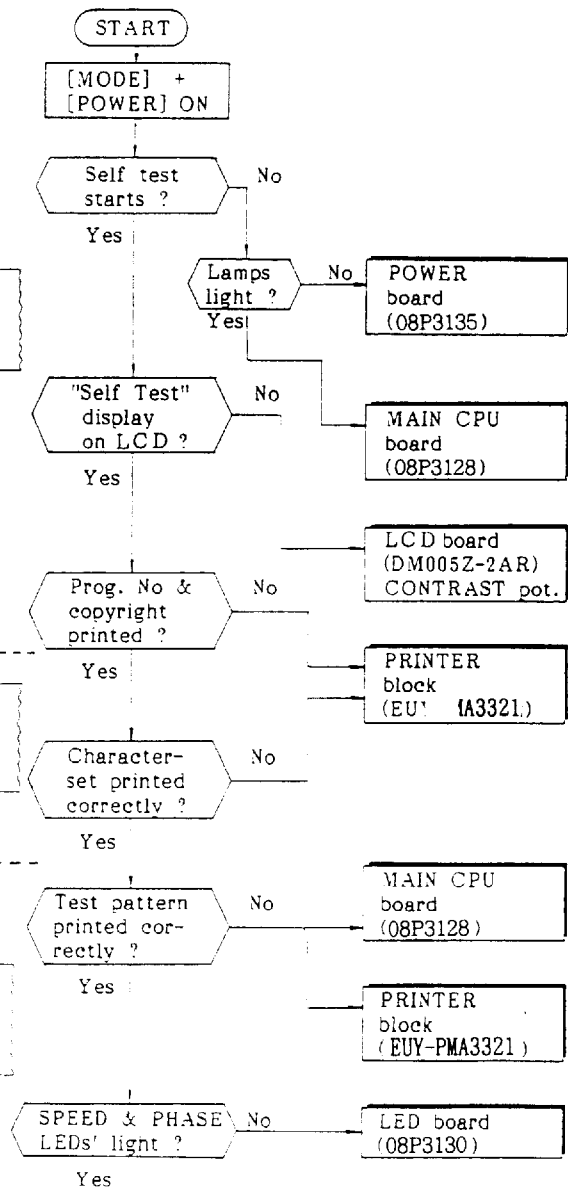 START
[MODE] +
[POWER] ON
Self test
starts ?
No
Yes
Lamps
light ?
No
Yes
POWER
board
(08P3135)
"Self Test"
display
on LCD ?
No
Yes
MAIN CPU
board
(08P3128)
LCD board
(DM005Z-2AR)
CONTRAST pot.
Prog. No &
copyright
printed ?
No
Yes
PRINTER
block
Character-
set printed
correctly ?
No
Yes
Test pattern
printed cor-
rectly ?
No
Yes
MAIN CPU
board
(08P3128)
PRINTER
block
(EUY-PMA3321)
SPEED & PHASE
LEDs' light ?
No
Yes
LED board
(08P3130)